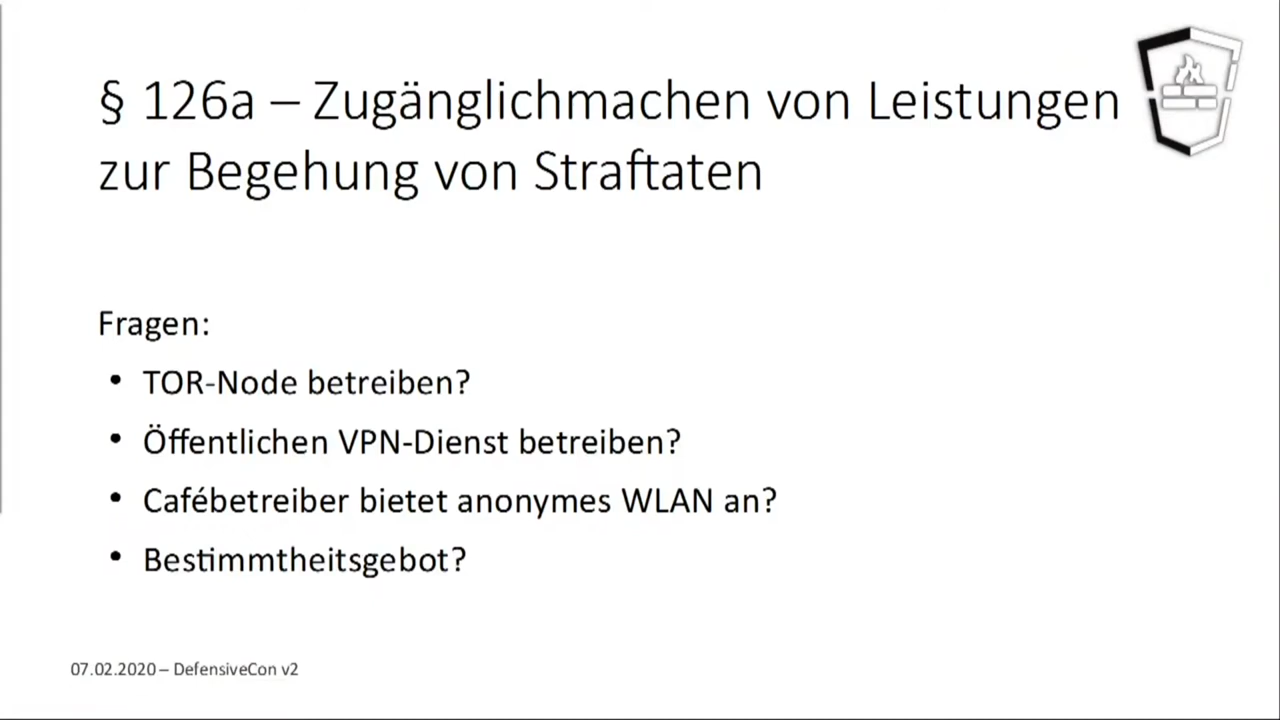 § 126a – Zugänglichmachen von Leistungen
zur Begehung von Straftaten
Fragen:
• TOR-Node betreiben?
• Öffentlichen VPN-Dienst betreiben?
• Cafébetreiber bietet anonymes WLAN an?
• Bestimmtheitsgebot?
07.02.2020 – DefensiveCon v2